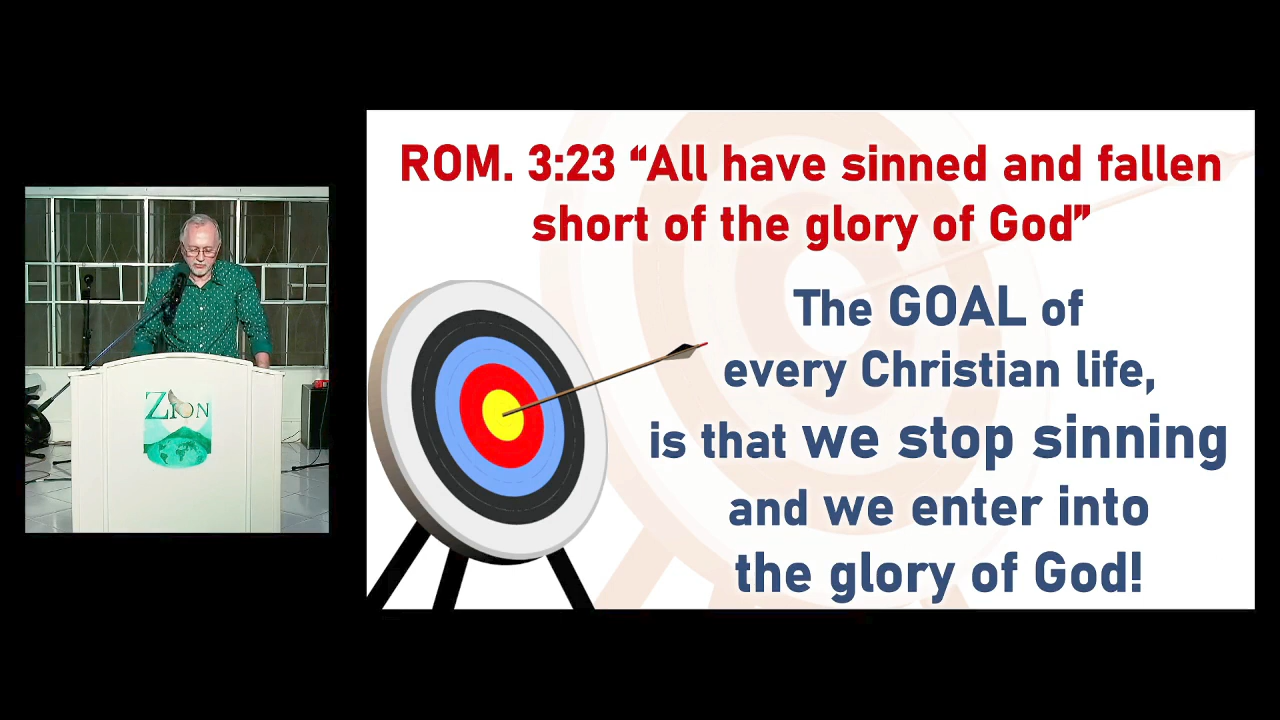 ROM. 3:23 “All have sinned and fallen
short of the glory of God”
The GOAL of
every Christian life,
is that we stop sinning
and we enter into
the glory of God!
ZION